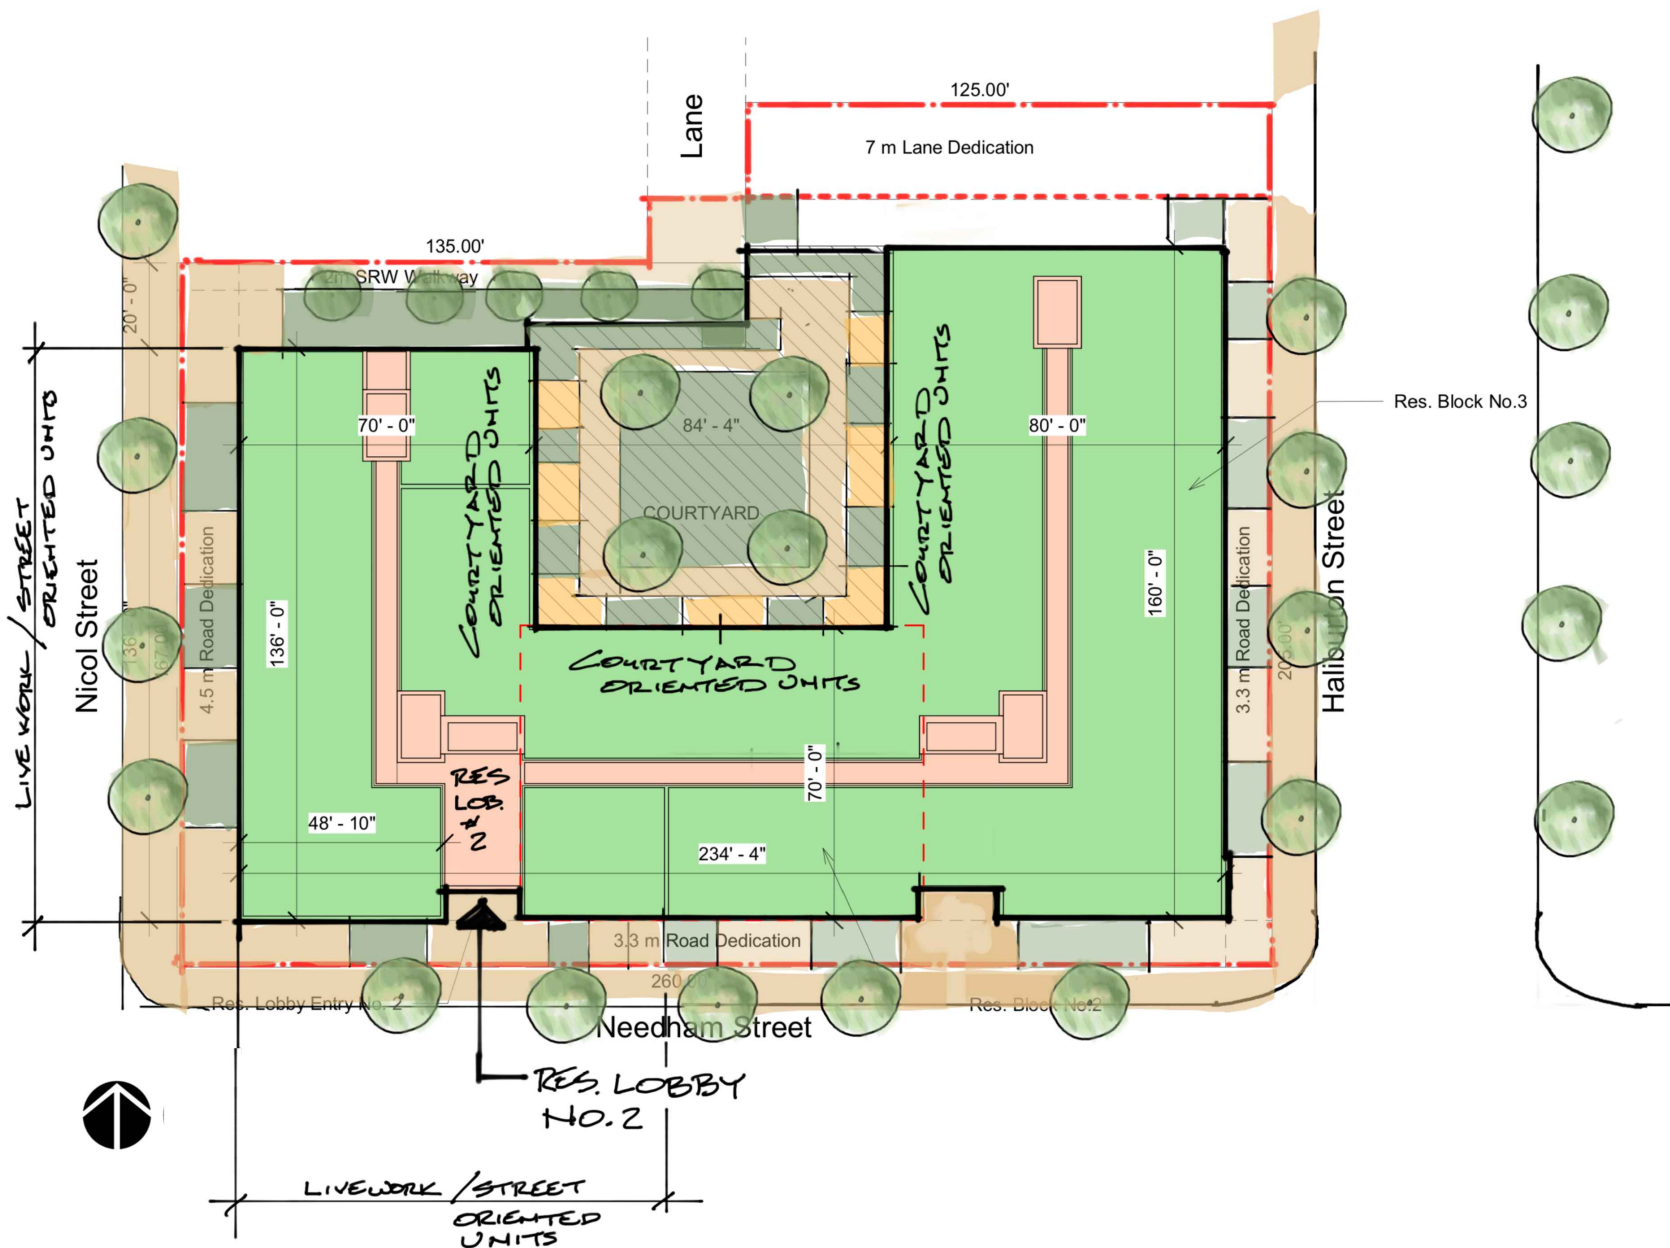 125.00'
Lane
7 m Lane Dedication
135.00'
2m SRW Walkway
20' - 0"
LIVE WORK / STREET
ORIENTED UNITS
Nicol Street
4.5 m Road Dedication
136' - 0"
70' - 0"
COURTYARD
ORIENTED UNITS
84' - 4"
COURTYARD
COURTYARD
ORIENTED UNITS
80' - 0"
Res. Block No.3
160' - 0"
3.3 m Road Dedication
205.00'
Haliburton Street
COURTYARD
ORIENTED UNITS
70' - 0"
RES
LOB.
#
2
48' - 10"
234' - 4"
3.3 m Road Dedication
260.00'
Res. Lobby Entry No. 2
Res. Block No.2
Needham Street
RES. LOBBY
NO. 2
LIVEWORK / STREET
ORIENTED
UNITS